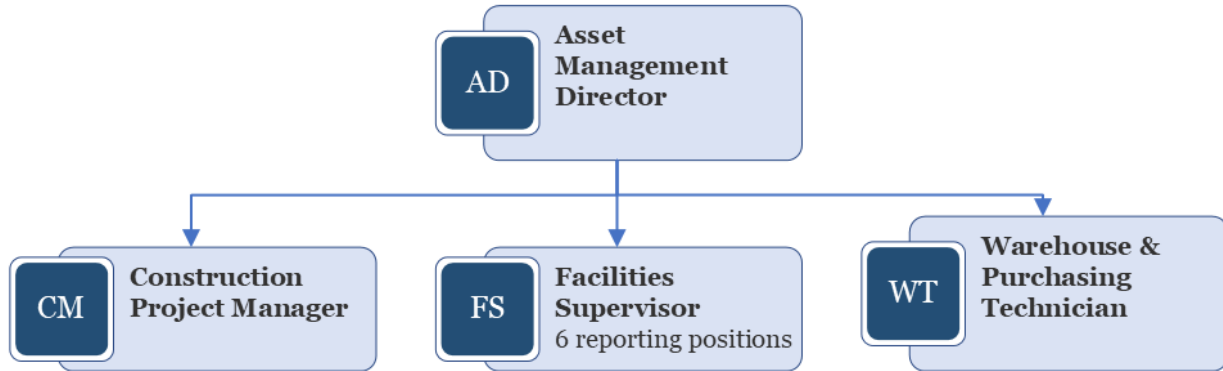 AD
Asset
Management
Director
CM
Construction
Project Manager
FS
Facilities
Supervisor
6 reporting positions
WT
Warehouse &
Purchasing
Technician